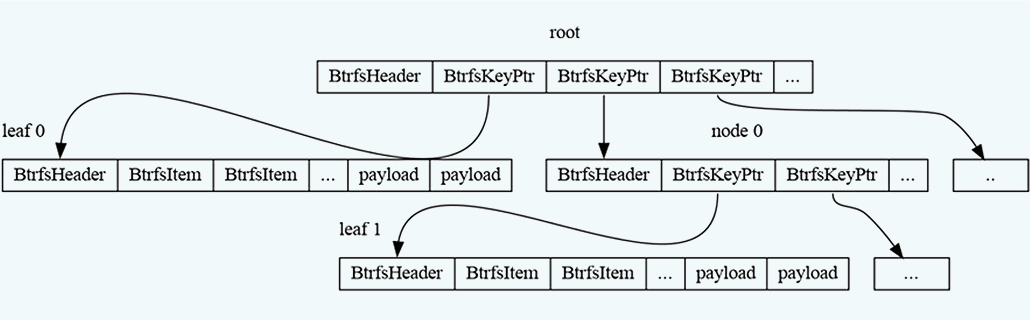 root
BtrfsHeader BtrfsKeyPtr BtrfsKeyPtr BtrfsKeyPtr ...
leaf 0
node 0
BtrfsHeader BtrfsItem BtrfsItem ... payload payload
BtrfsHeader BtrfsKeyPtr BtrfsKeyPtr ...
..
leaf 1
BtrfsHeader BtrfsItem BtrfsItem ... payload payload
...